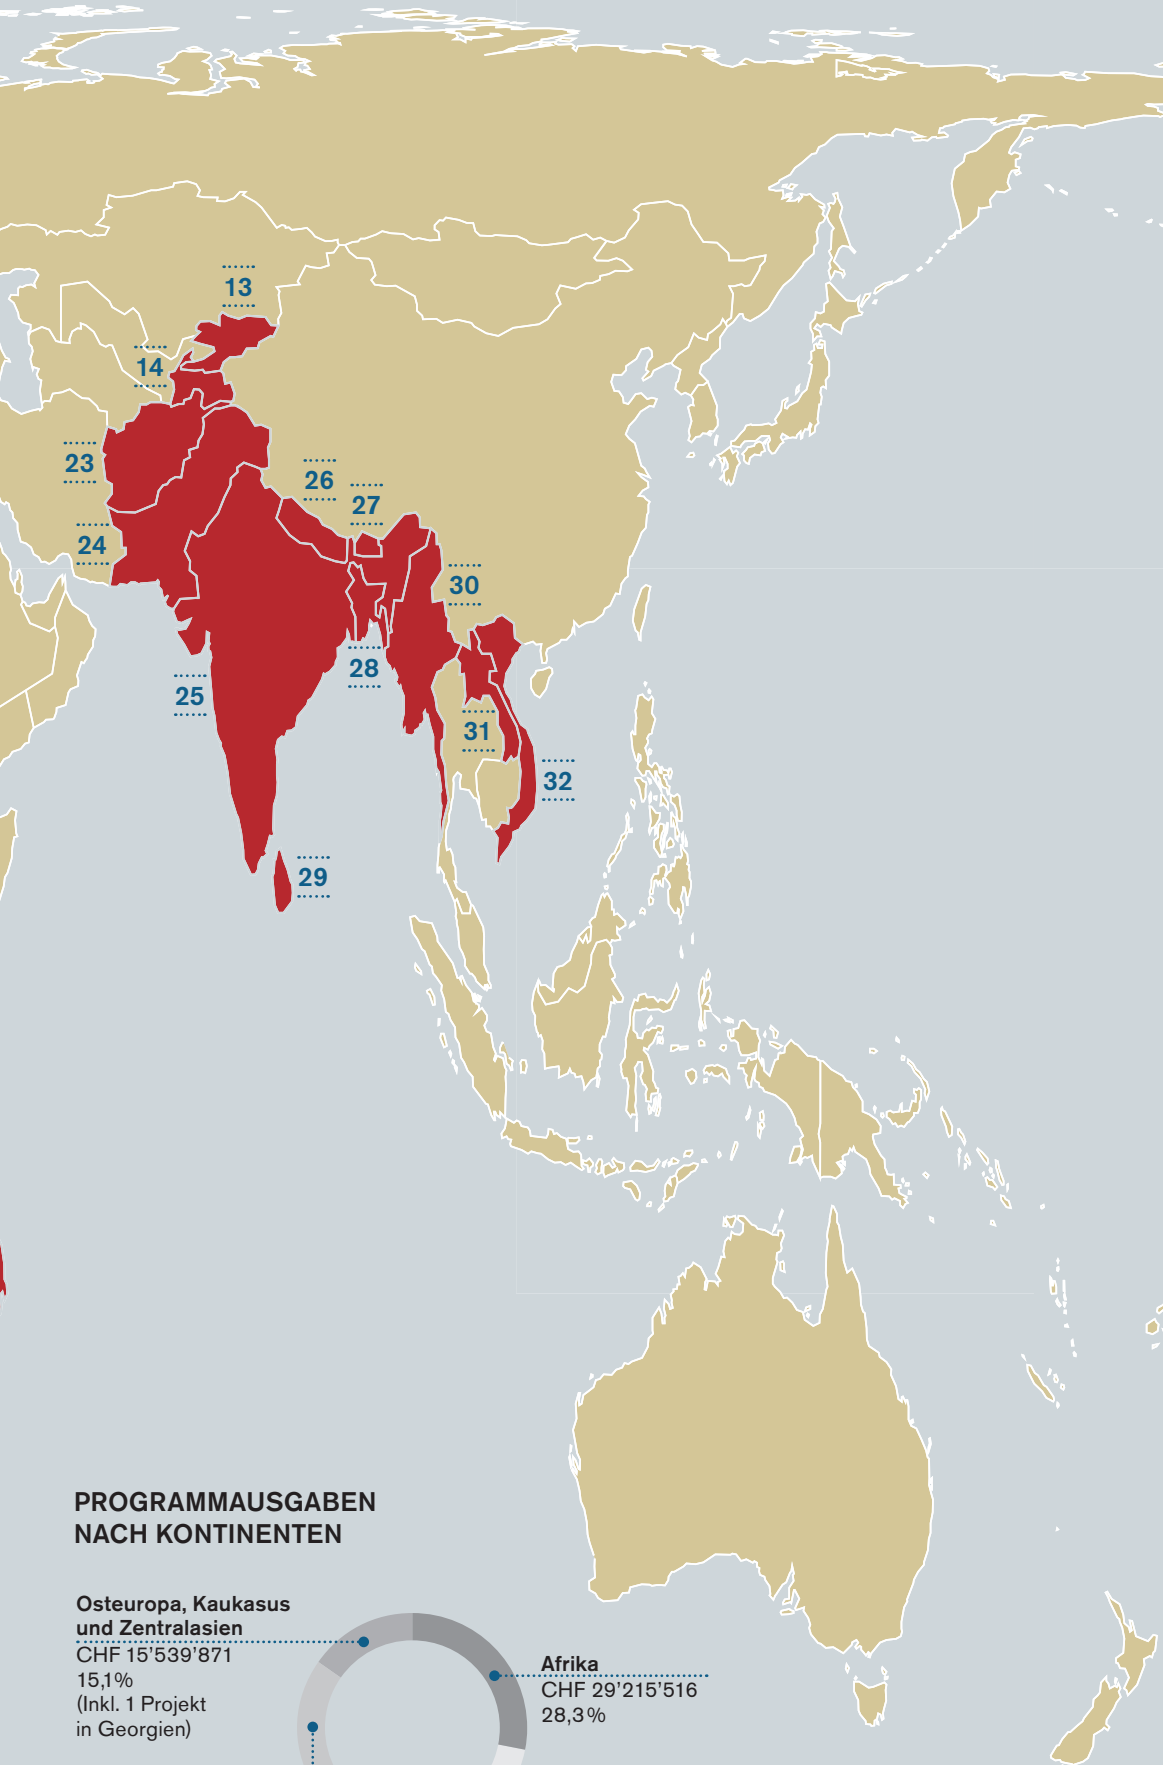 13
14
23
26
27
24
30
28
25
31
32
29
PROGRAMMAUSGABEN
NACH KONTINENTEN
Osteuropa, Kaukasus
und Zentralasien
CHF 15’539’871
15,1%
(Inkl. 1 Projekt
in Georgien)
Afrika
CHF 29’215’516
28,3%